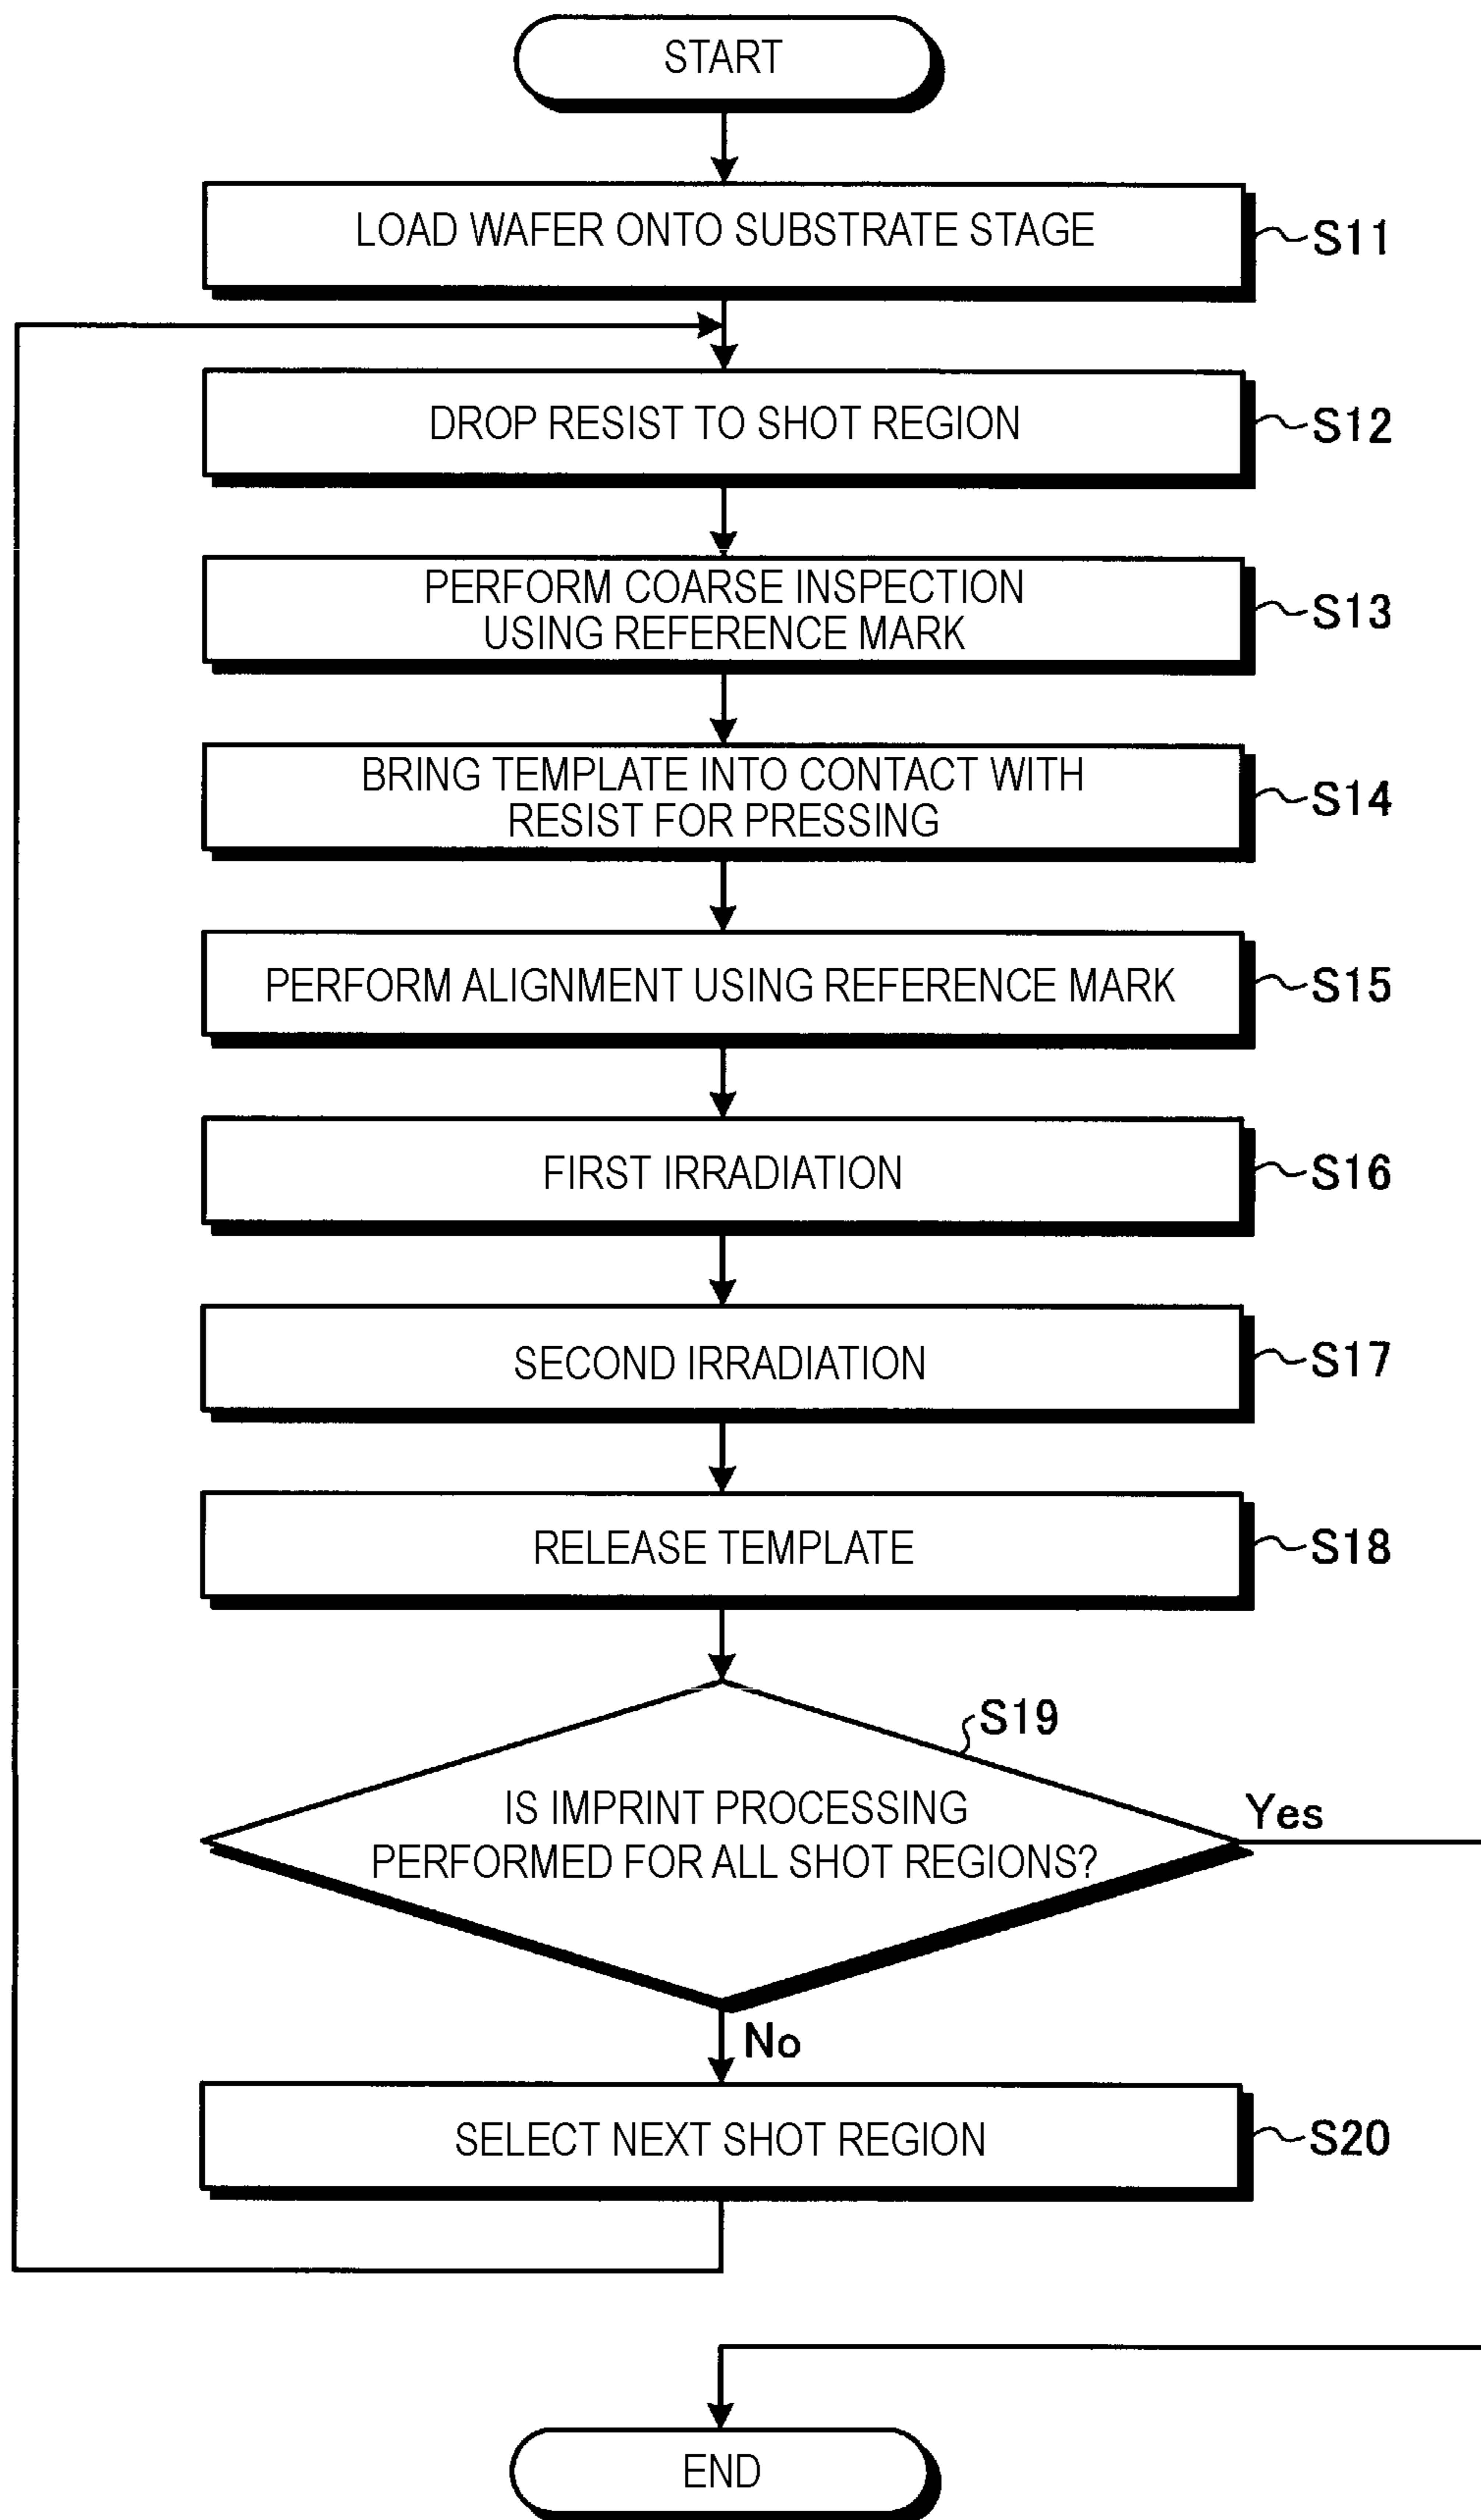 START
LOAD WAFER ONTO SUBSTRATE STAGE
S11
DROP RESIST TO SHOT REGION
S12
PERFORM COARSE INSPECTION
USING REFERENCE MARK
S13
BRING TEMPLATE INTO CONTACT WITH
RESIST FOR PRESSING
S14
PERFORM ALIGNMENT USING REFERENCE MARK
S15
FIRST IRRADIATION
S16
SECOND IRRADIATION
S17
RELEASE TEMPLATE
S18
S19
IS IMPRINT PROCESSING
PERFORMED FOR ALL SHOT REGIONS?
Yes
No
SELECT NEXT SHOT REGION
S20
END